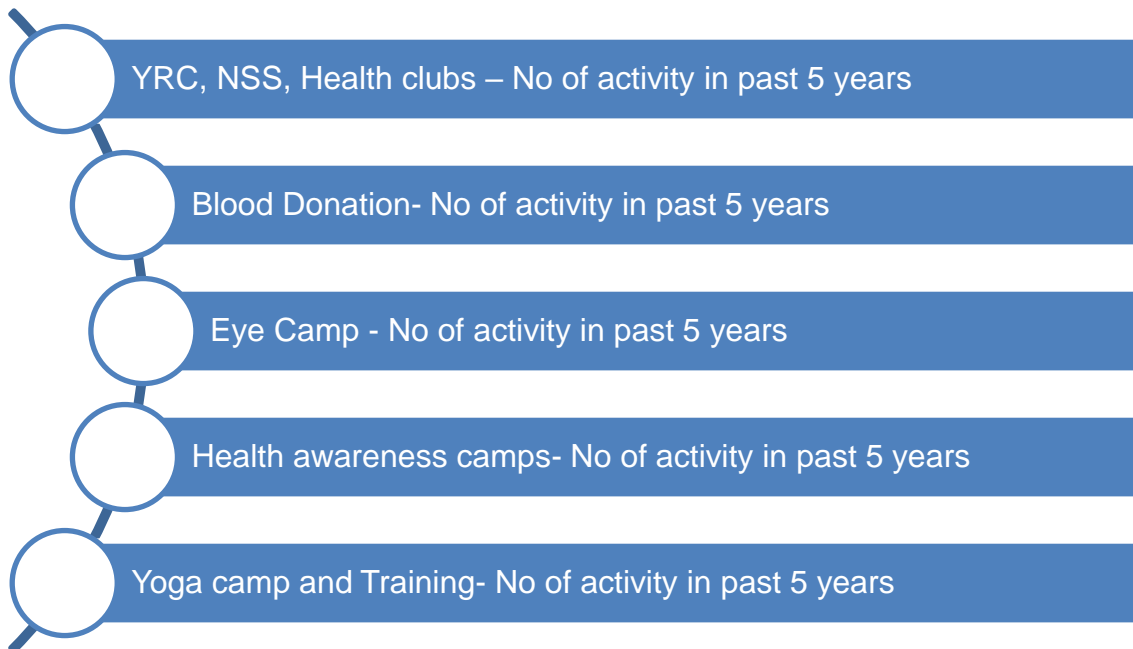 YRC, NSS, Health clubs – No of activity in past 5 years
Blood Donation- No of activity in past 5 years
Eye Camp - No of activity in past 5 years
Health awareness camps- No of activity in past 5 years
Yoga camp and Training- No of activity in past 5 years